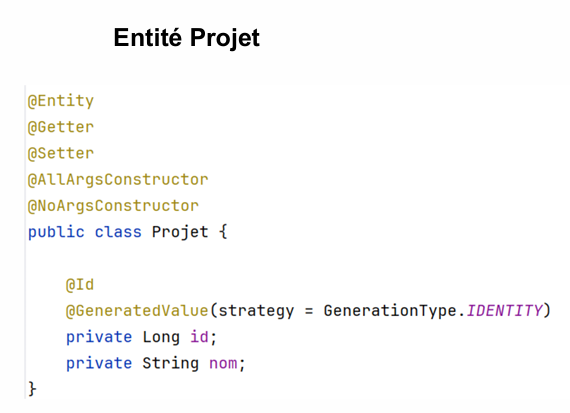 Entité Projet
@Entity
@Getter
@Setter
@AllArgsConstructor
@NoArgsConstructor
public class Projet {
@Id
@GeneratedValue(strategy = GenerationType.IDENTITY)
private Long id;
private String nom;
}